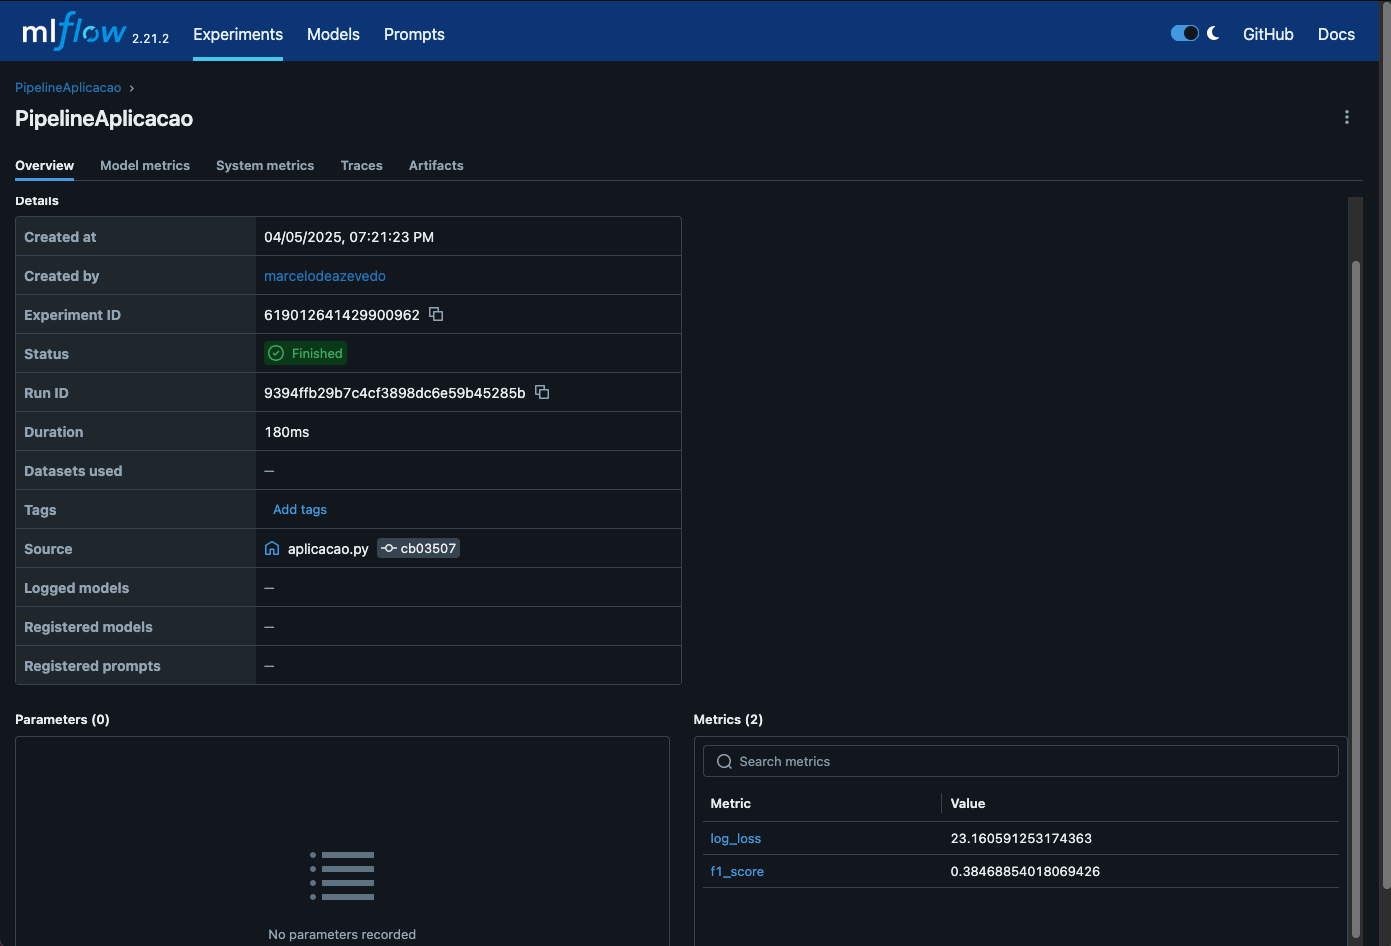 mlflow 2.21.2 Experiments Models Prompts GitHub Docs
PipelineAplicacao ›
PipelineAplicacao
Overview Model metrics System metrics Traces Artifacts
Details
Created at 04/05/2025, 07:21:23 PM
Created by marcelodeazevedo
Experiment ID 619012641429900962
Status Finished
Run ID 9394ffb29b7c4cf3898dc6e59b45285b
Duration 180ms
Datasets used —
Tags Add tags
Source aplicacao.py cb03507
Logged models —
Registered models —
Registered prompts —
Parameters (0) Metrics (2)
Search metrics
Metric Value
log_loss 23.160591253174363
f1_score 0.38468854018069426
No parameters recorded